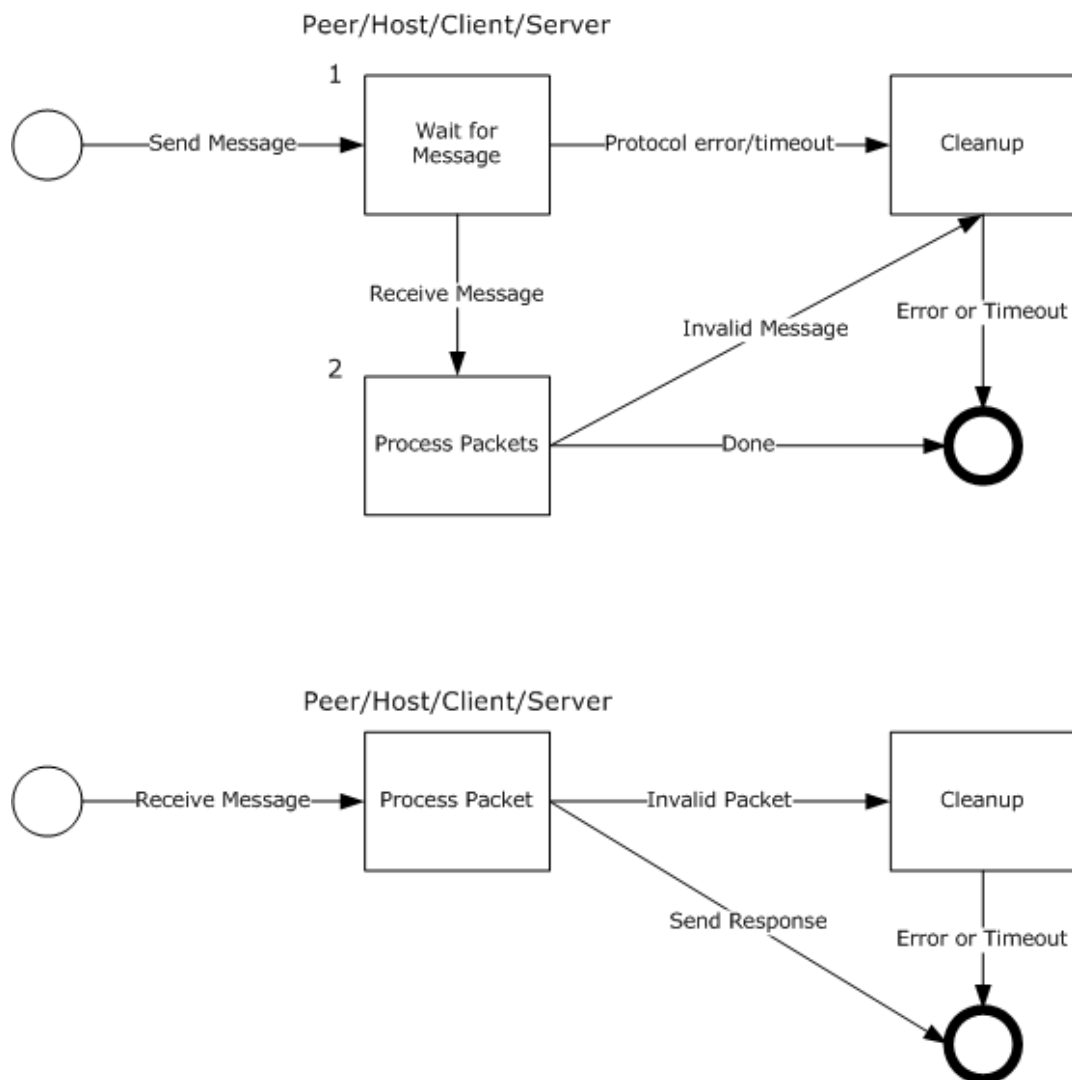 Peer/Host/Client/Server
1
Send Message
Wait for
Message
Protocol error/timeout
Cleanup
Receive Message
Invalid Message
Error or Timeout
2
Process Packets
Done
Peer/Host/Client/Server
Receive Message
Process Packet
Invalid Packet
Cleanup
Send Response
Error or Timeout